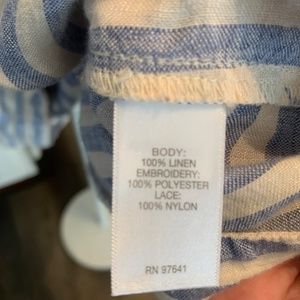 BODY:
100% LINEN
EMBROIDERY:
100% POLYESTER
LACE:
100% NYLON
RN 97641